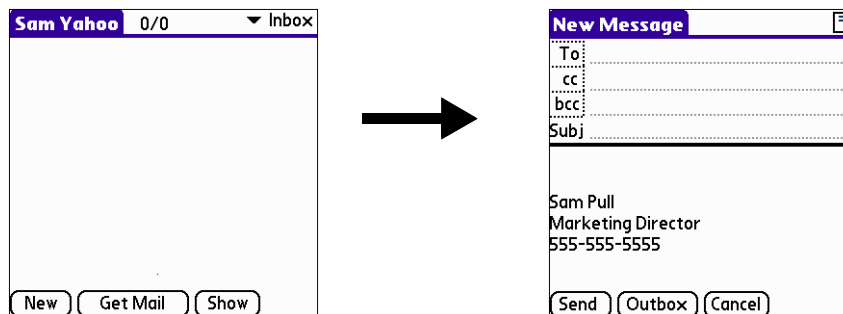 Sam Yahoo 0/0 Inbox
New Get Mail Show
New Message
To
cc
bcc
Subj
Sam Pull
Marketing Director
555-555-5555
Send Outbox Cancel